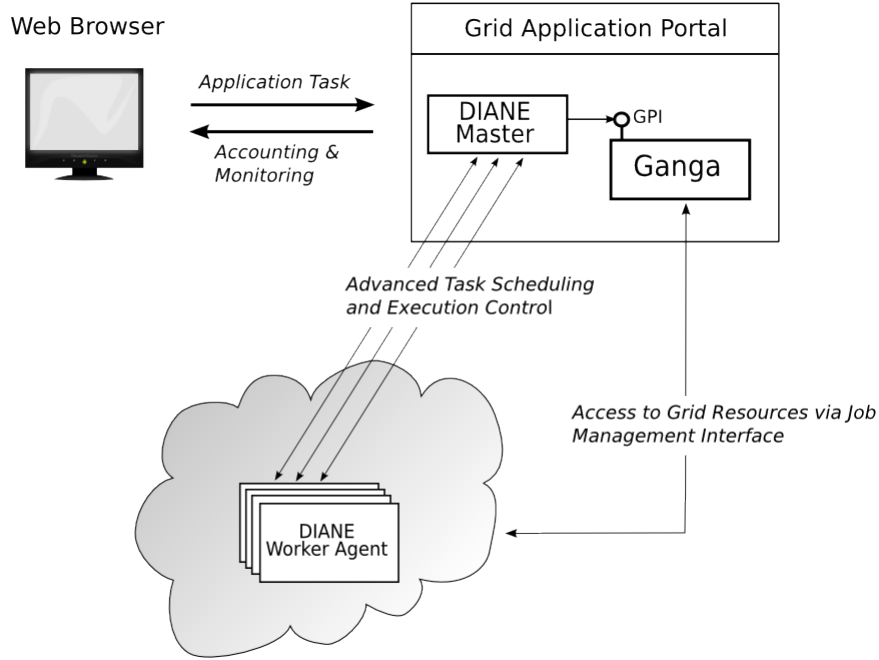 Web Browser
Grid Application Portal
Application Task
Accounting &
Monitoring
DIANE
Master
GPI
Ganga
Advanced Task Scheduling
and Execution Control
Access to Grid Resources via Job
Management Interface
DIANE
Worker Agent